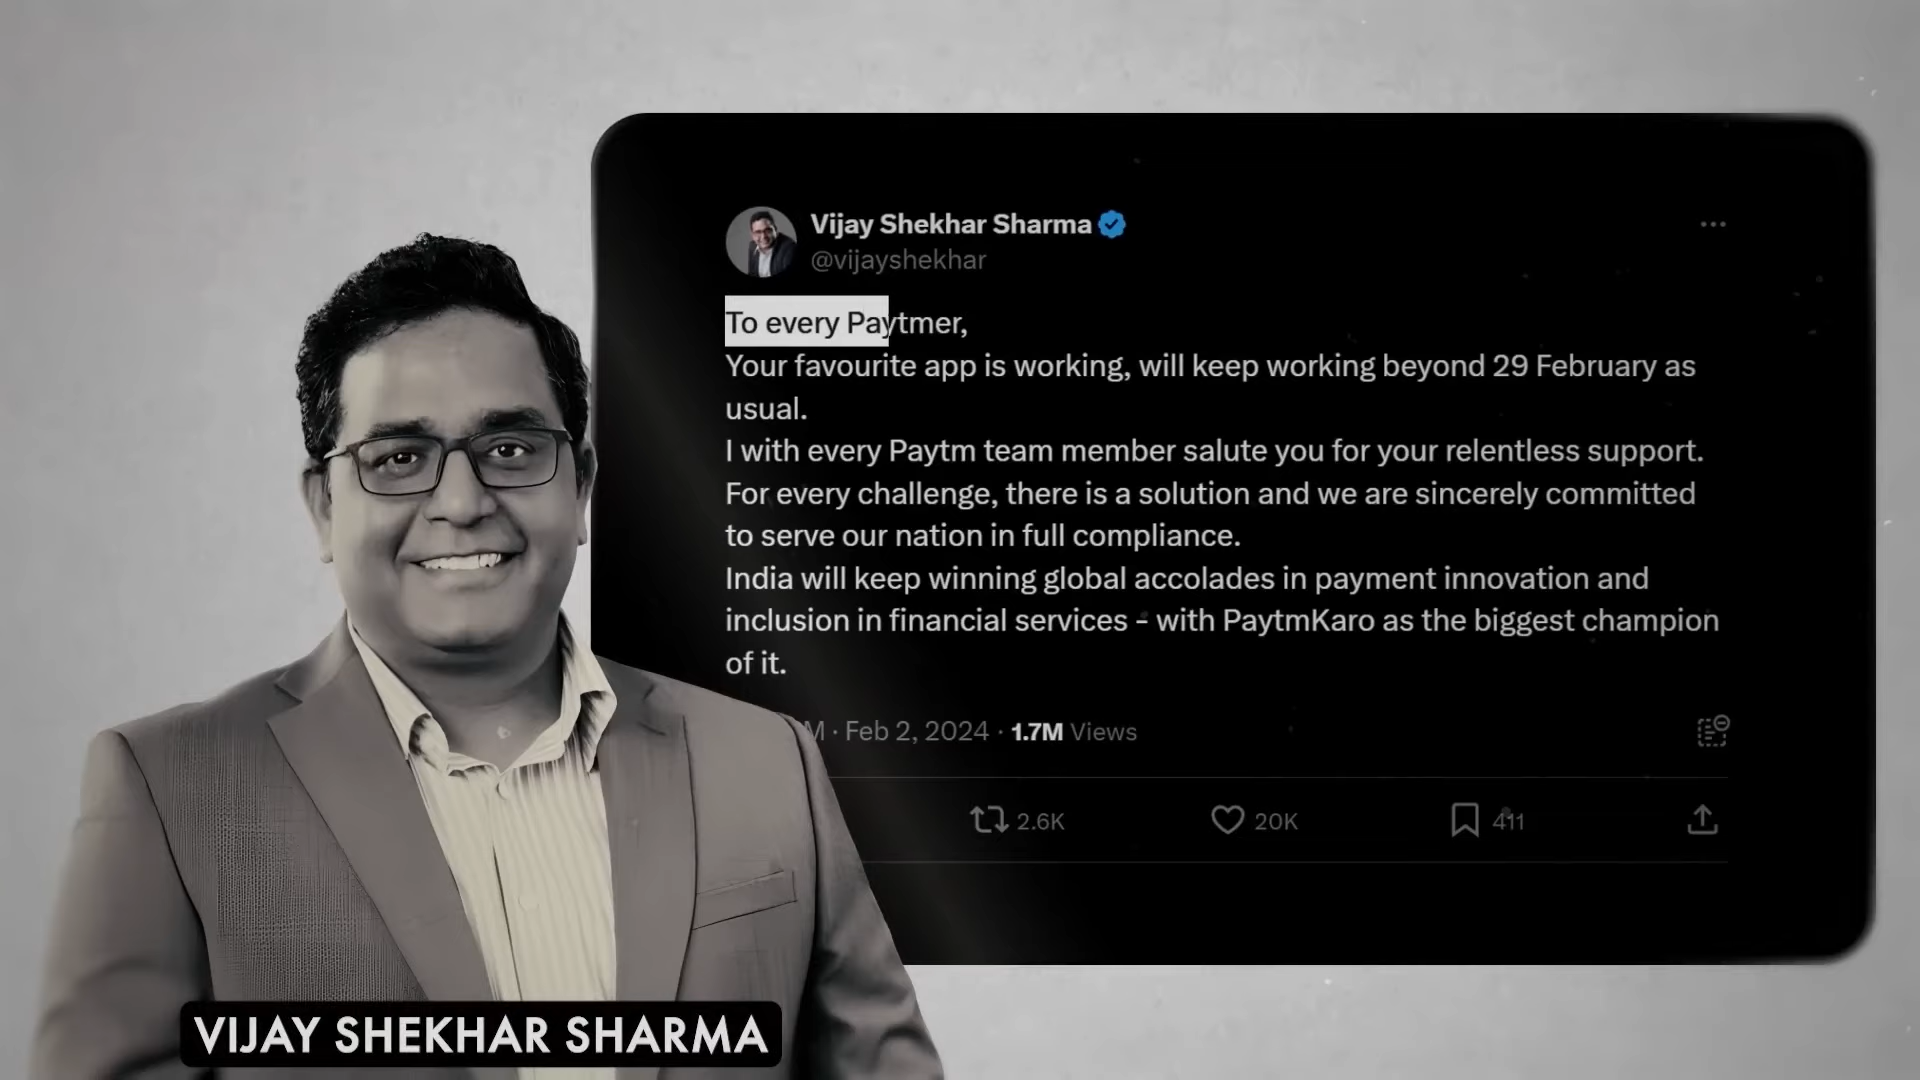 Vijay Shekhar Sharma
@vijayshekhar
To every Paytmer,
Your favourite app is working, will keep working beyond 29 February as
usual.
I with every Paytm team member salute you for your relentless support.
For every challenge, there is a solution and we are sincerely committed
to serve our nation in full compliance.
India will keep winning global accolades in payment innovation and
inclusion in financial services - with PaytmKaro as the biggest champion
of it.
M · Feb 2, 2024 · 1.7M Views
2.6K 20K 411
VIJAY SHEKHAR SHARMA